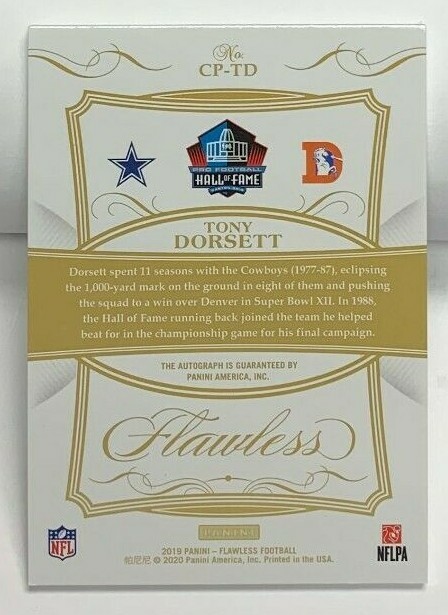 No.
CP-TD
PRO FOOTBALL
HALL OF FAME
D
TONY
DORSETT
Dorsett spent 11 seasons with the Cowboys (1977-87), eclipsing
the 1,000-yard mark on the ground in eight of them and pushing
the squad to a win over Denver in Super Bowl XII. In 1988,
the Hall of Fame running back joined the team he helped
beat for in the championship game for his final campaign.
THE AUTOGRAPH IS GUARANTEED BY
PANINI AMERICA, INC.
Flawless
PANINI
NFL
NFLPA
2019 PANINI – FLAWLESS FOOTBALL
帕尼尼 © 2020 Panini America, Inc. Printed in the USA.